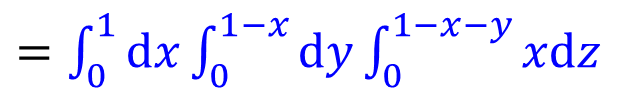 = ∫₀¹ dx ∫₀^{1−x} dy ∫₀^{1−x−y} xdz